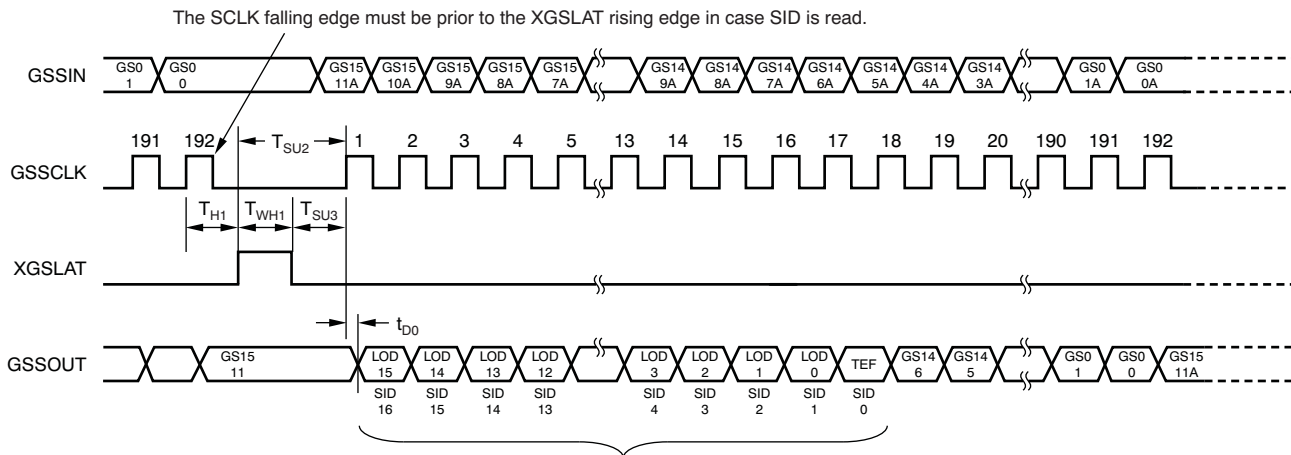 The SCLK falling edge must be prior to the XGSLAT rising edge in case SID is read.
GSSIN
GS0 1
GS0 0
GS15 11A
GS15 10A
GS15 9A
GS15 8A
GS15 7A
GS14 9A
GS14 8A
GS14 7A
GS14 6A
GS14 5A
GS14 4A
GS14 3A
GS0 1A
GS0 0A
191 192 TSU2 1 2 3 4 5 13 14 15 16 17 18 19 20 190 191 192
GSSCLK
TH1 TWH1 TSU3
XGSLAT
tD0
GSSOUT
GS15 11
LOD 15
LOD 14
LOD 13
LOD 12
LOD 3
LOD 2
LOD 1
LOD 0
TEF
GS14 6
GS14 5
GS0 1
GS0 0
GS15 11A
SID 16
SID 15
SID 14
SID 13
SID 4
SID 3
SID 2
SID 1
SID 0